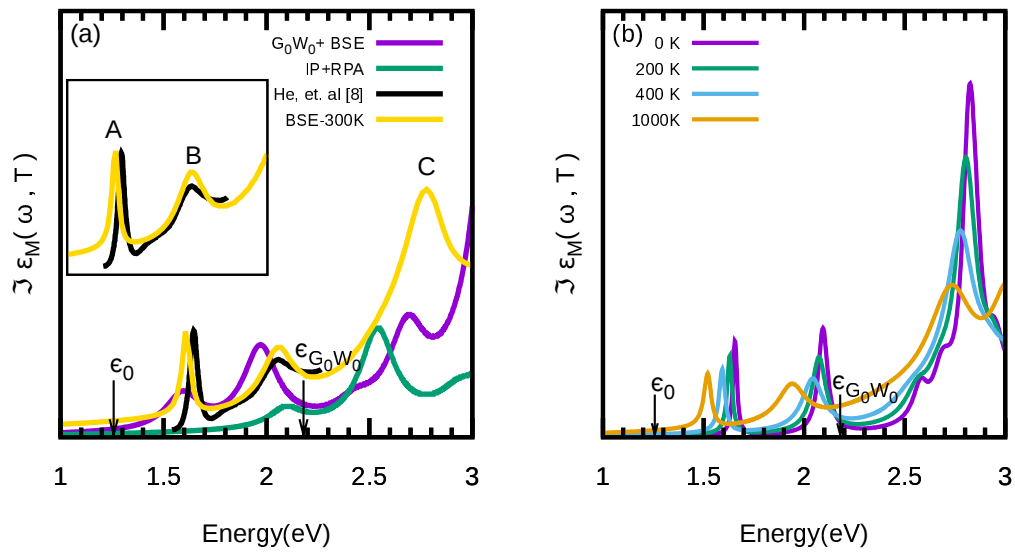 (a)
G₀W₀+ BSE
IP+RPA
He, et. al [8]
BSE-300K
A
B
C
ϵ₀
ϵG₀W₀
ℑ εM( ω , T )
1 1.5 2 2.5 3
Energy(eV)
(b)
0 K
200 K
400 K
1000K
ϵ₀
ϵG₀W₀
ℑ εM( ω , T )
1 1.5 2 2.5 3
Energy(eV)